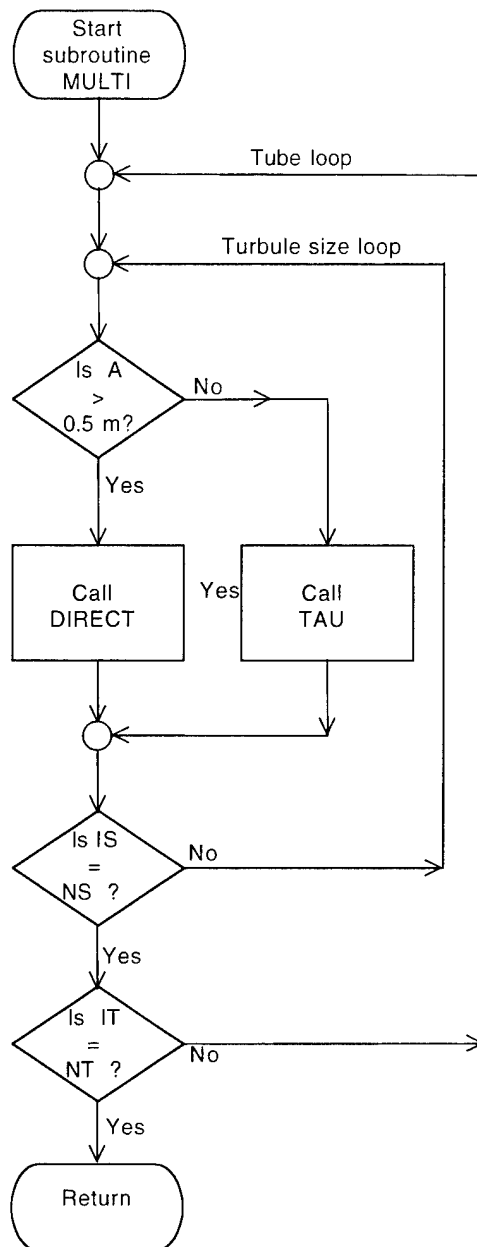 Start
subroutine
MULTI
Tube loop
Turbule size loop
Is A
>
0.5 m?
No
Yes
Call
DIRECT
Yes
Call
TAU
Is IS
=
NS ?
No
Yes
Is IT
=
NT ?
No
Yes
Return